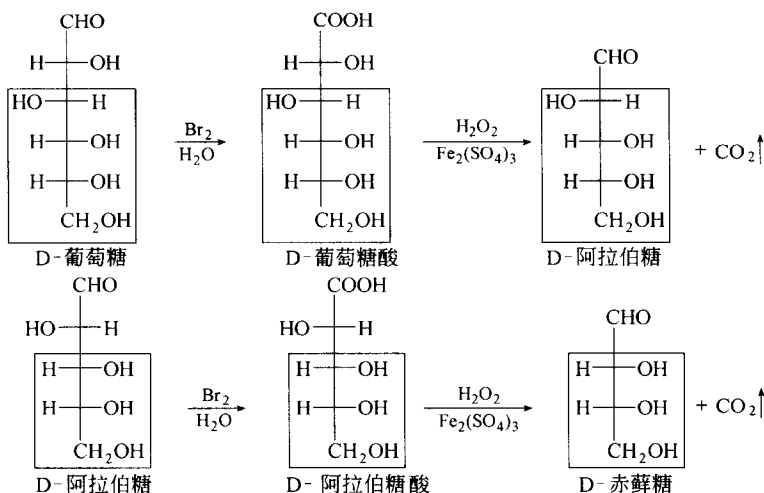 CHO COOH
H OH H OH CHO
HO H HO H HO H
H OH Br₂ H OH H₂O₂ H OH + CO₂↑
H OH H₂O H OH Fe₂(SO₄)₃ H OH
CH₂OH CH₂OH CH₂OH
D-葡萄糖 D-葡萄糖酸 D-阿拉伯糖
CHO COOH
HO H HO H CHO
H OH Br₂ H OH H₂O₂ H OH + CO₂↑
H OH H₂O H OH Fe₂(SO₄)₃ H OH
CH₂OH CH₂OH CH₂OH
D-阿拉伯糖 D-阿拉伯糖酸 D-赤藓糖